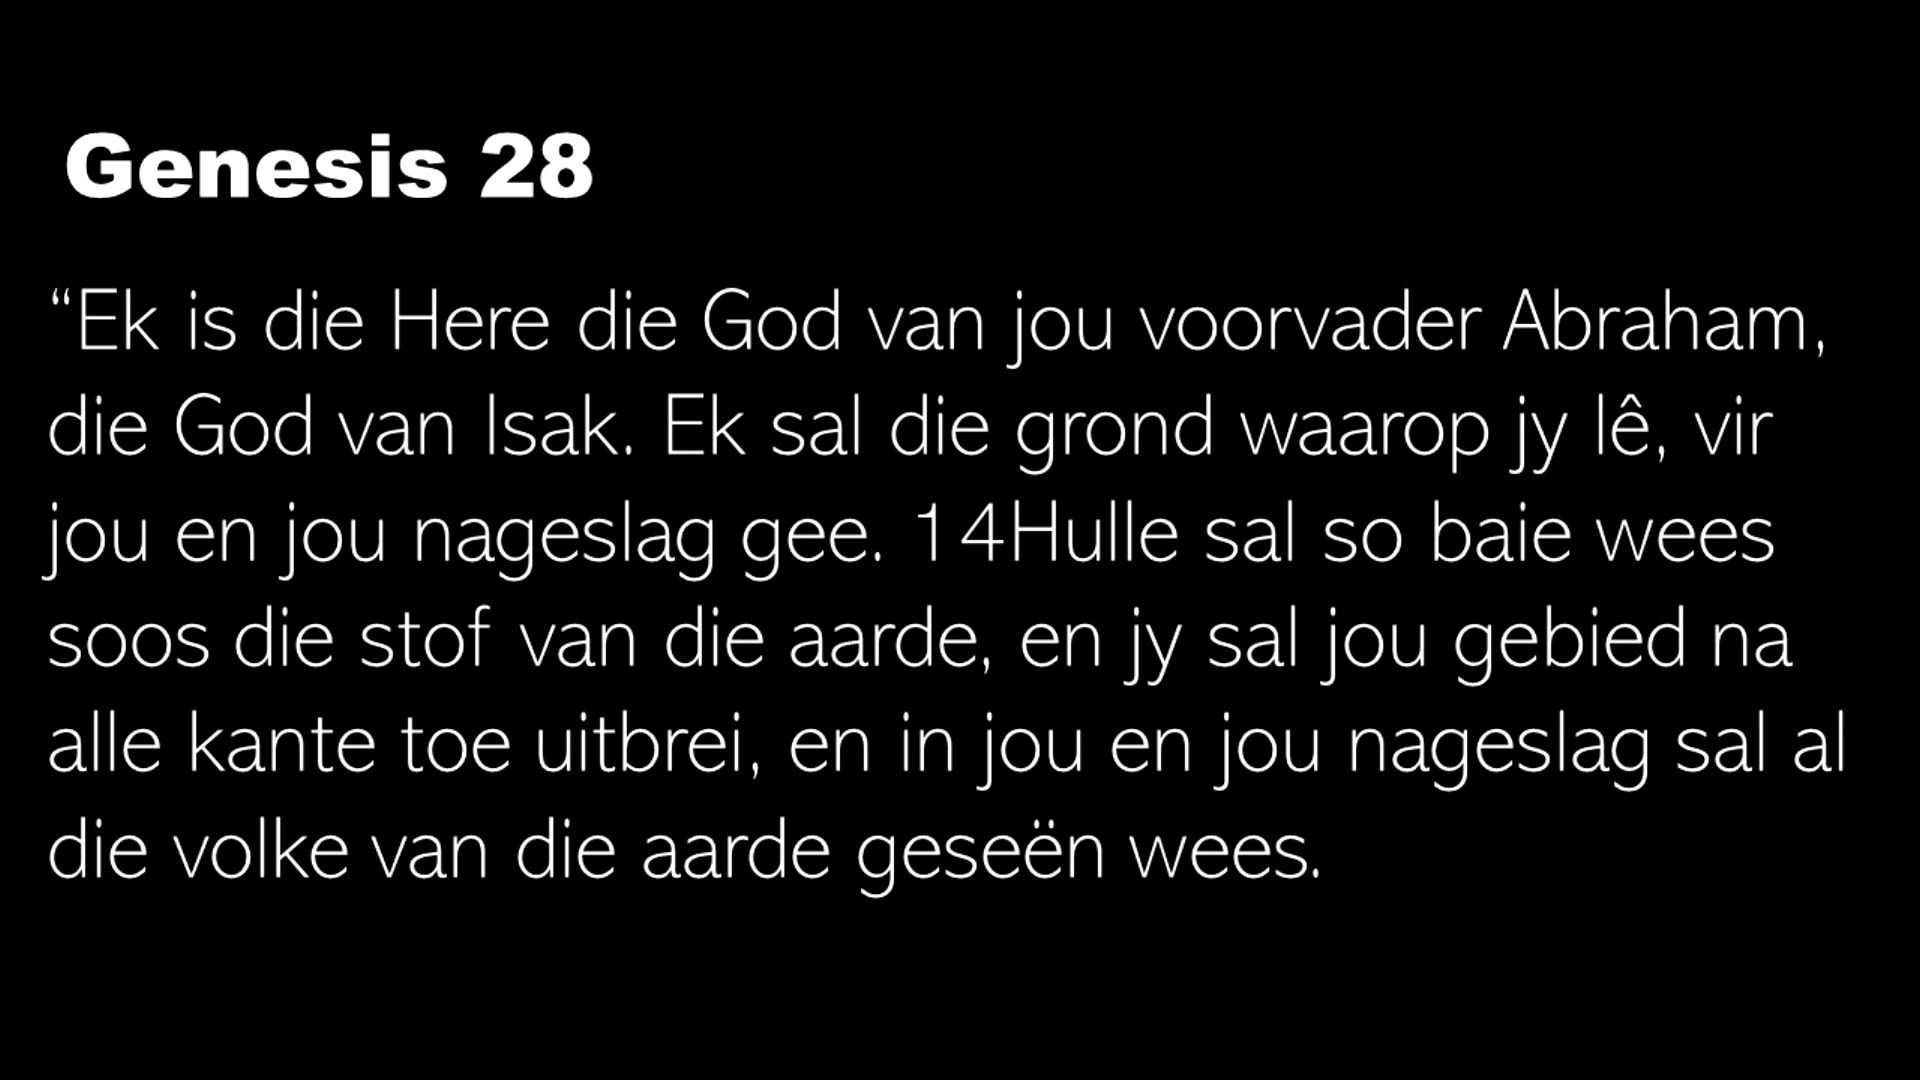 Genesis 28
“Ek is die Here die God van jou voorvader Abraham,
die God van Isak. Ek sal die grond waarop jy lê, vir
jou en jou nageslag gee. 14Hulle sal so baie wees
soos die stof van die aarde, en jy sal jou gebied na
alle kante toe uitbrei, en in jou en jou nageslag sal al
die volke van die aarde geseën wees.